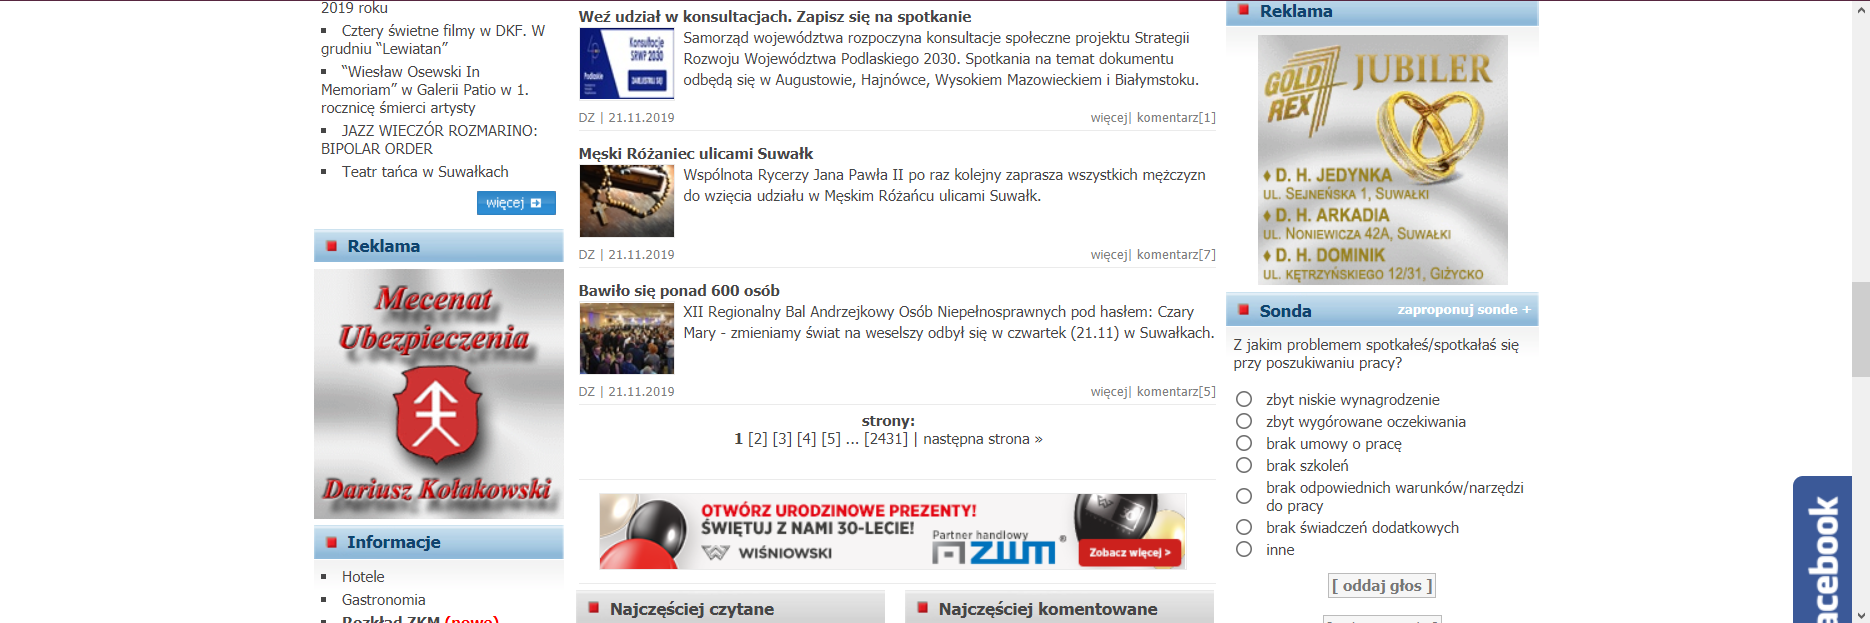 2019 roku
Cztery świetne filmy w DKF. W
grudniu “Lewiatan”
“Wiesław Osewski In
Memoriam” w Galerii Patio w 1.
rocznicę śmierci artysty
JAZZ WIECZÓR ROZMARINO:
BIPOLAR ORDER
Teatr tańca w Suwałkach
więcej
Reklama
Mecenat
Ubezpieczenia
Dariusz Kołakowski
Informacje
Hotele
Gastronomia
Rozkład ZKM (nowe)
Weź udział w konsultacjach. Zapisz się na spotkanie
Konsultacje
SRWP 2030
Podlaskie
ZAREJESTRUJ SIĘ
Samorząd województwa rozpoczyna konsultacje społeczne projektu Strategii
Rozwoju Województwa Podlaskiego 2030. Spotkania na temat dokumentu
odbędą się w Augustowie, Hajnówce, Wysokiem Mazowieckiem i Białymstoku.
DZ | 21.11.2019
więcej| komentarz[1]
Męski Różaniec ulicami Suwałk
Wspólnota Rycerzy Jana Pawła II po raz kolejny zaprasza wszystkich mężczyzn
do wzięcia udziału w Męskim Różańcu ulicami Suwałk.
DZ | 21.11.2019
więcej| komentarz[7]
Bawiło się ponad 600 osób
XII Regionalny Bal Andrzejkowy Osób Niepełnosprawnych pod hasłem: Czary
Mary - zmieniamy świat na weselszy odbył się w czwartek (21.11) w Suwałkach.
DZ | 21.11.2019
więcej| komentarz[5]
strony:
1 [2] [3] [4] [5] ... [2431] | następna strona »
OTWÓRZ URODZINOWE PREZENTY!
ŚWIĘTUJ Z NAMI 30-LECIE!
WIŚNIOWSKI
Partner handlowy
AZWM ®
Zobacz więcej >
Najczęściej czytane
Najczęściej komentowane
Reklama
GOLD
REX
JUBILER
♦ D. H. JEDYNKA
UL. SEJNEŃSKA 1, SUWAŁKI
♦ D. H. ARKADIA
UL. NONIEWICZA 42A, SUWAŁKI
♦ D. H. DOMINIK
UL. KĘTRZYŃSKIEGO 12/31, GIŻYCKO
Sonda
zaproponuj sonde +
Z jakim problemem spotkałeś/spotkałaś się
przy poszukiwaniu pracy?
zbyt niskie wynagrodzenie
zbyt wygórowane oczekiwania
brak umowy o pracę
brak szkoleń
brak odpowiednich warunków/narzędzi
do pracy
brak świadczeń dodatkowych
inne
[ oddaj głos ]
acebook